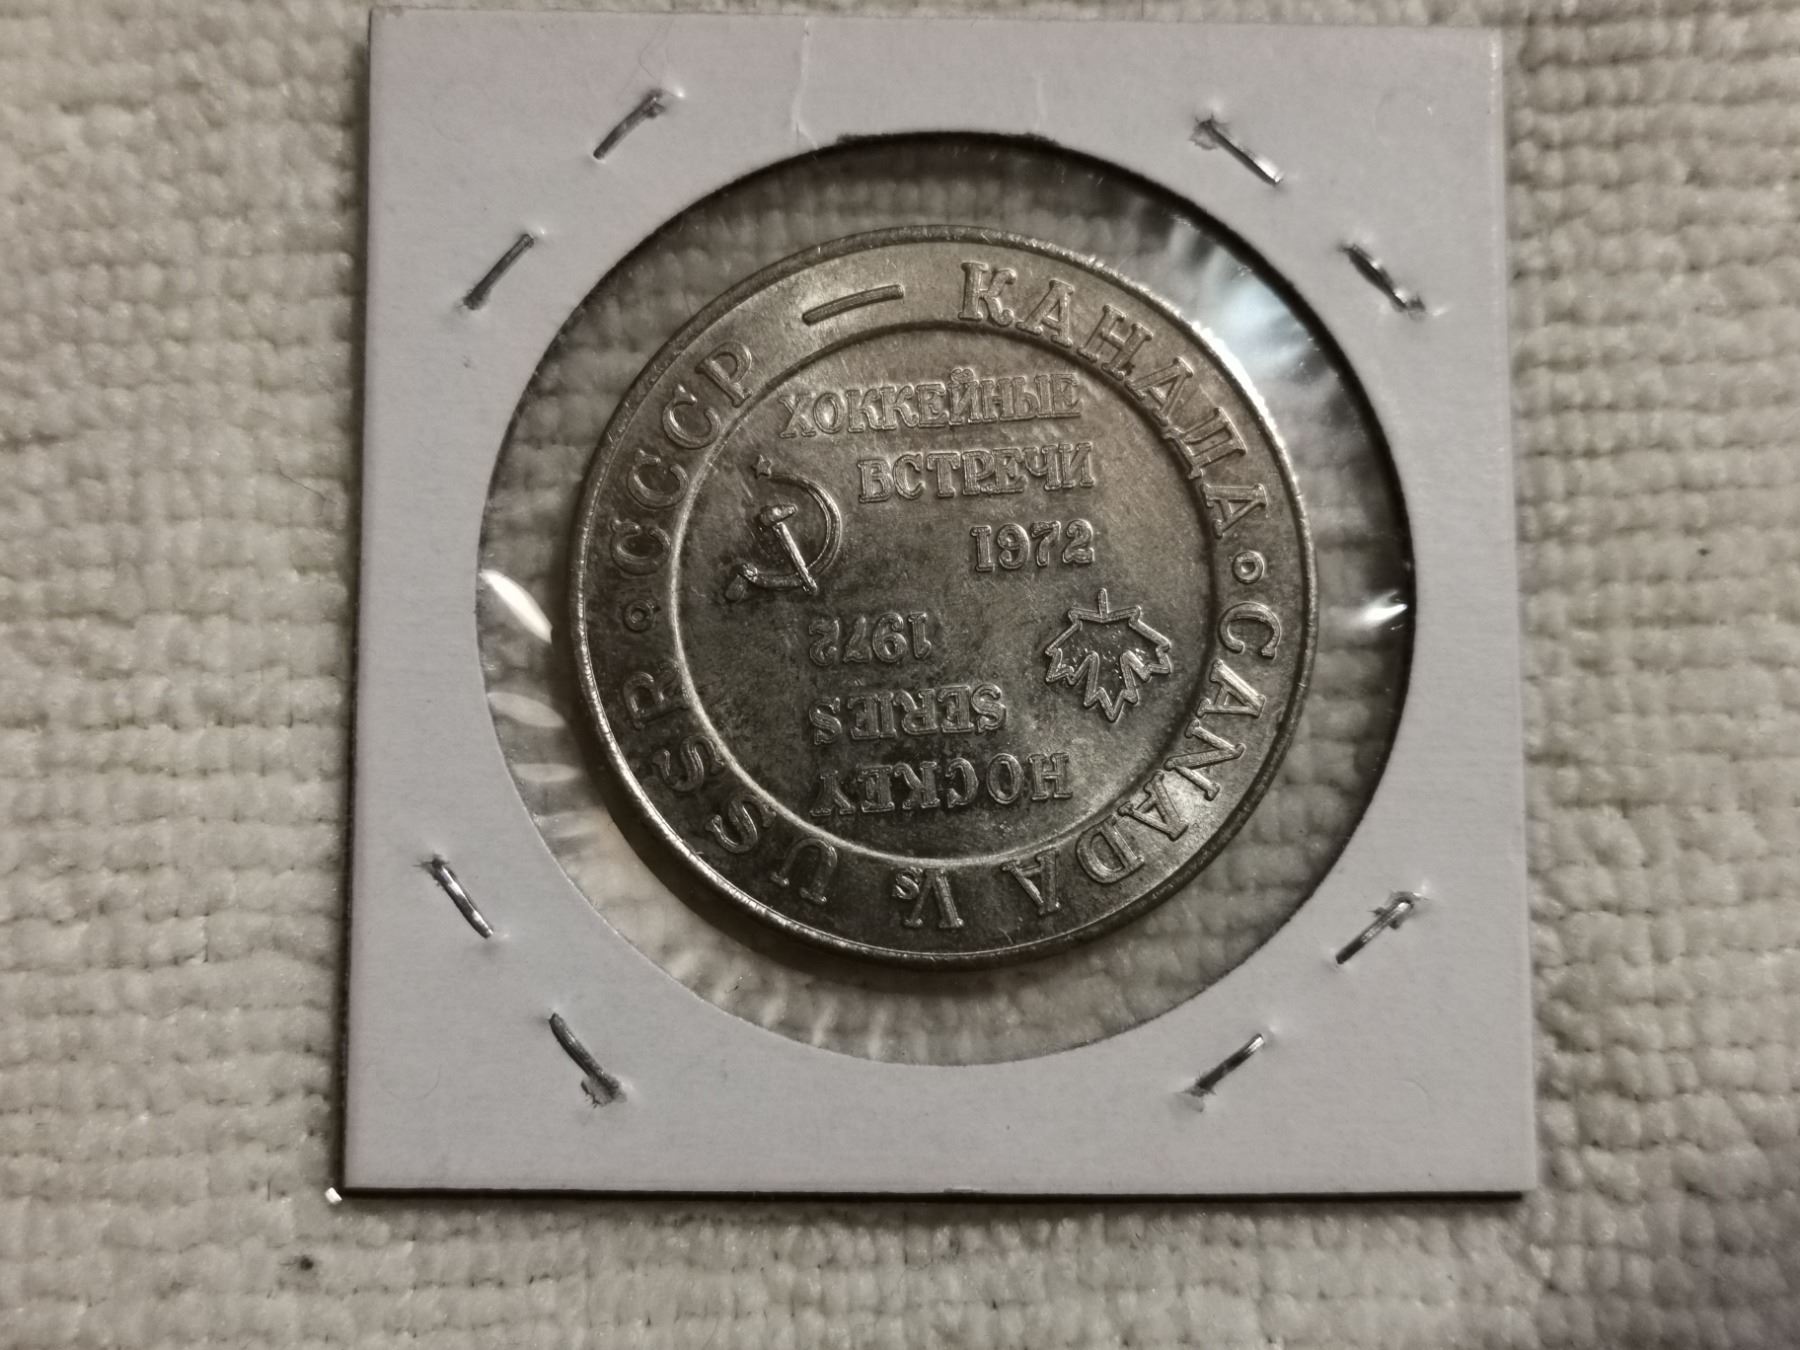 СССР — КАНАДА
ХОККЕЙНЫЕ
ВСТРЕЧИ
1972
CANADA Vs USSR
HOCKEY
SERIES
1972